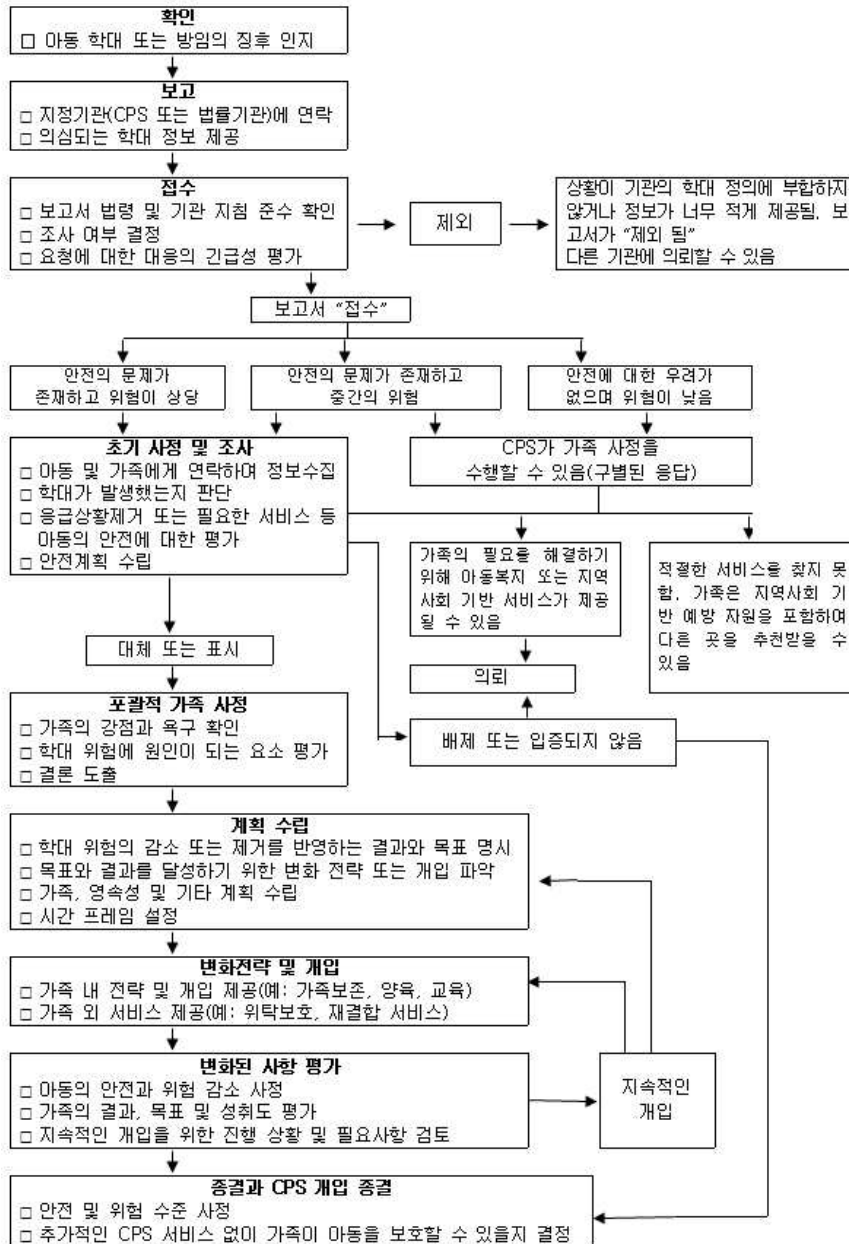 확인
□ 아동 학대 또는 방임의 징후 인지
보고
□ 지정기관(CPS 또는 법률기관)에 연락
□ 의심되는 학대 정보 제공
접수
□ 보고서 법령 및 기관 지침 준수 확인
□ 조사 여부 결정
□ 요청에 대한 대응의 긴급성 평가
제외
상황이 기관의 학대 정의에 부합하지
않거나 정보가 너무 적게 제공됨. 보
고서가 “제외 됨”
다른 기관에 의뢰할 수 있음
보고서 “접수”
안전의 문제가
존재하고 위험이 상당
안전의 문제가 존재하고
중간의 위험
안전에 대한 우려가
없으며 위험이 낮음
초기 사정 및 조사
□ 아동 및 가족에게 연락하여 정보수집
□ 학대가 발생했는지 판단
□ 응급상황제거 또는 필요한 서비스 등
아동의 안전에 대한 평가
□ 안전계획 수립
CPS가 가족 사정을
수행할 수 있음(구별된 응답)
가족의 필요를 해결하기
위해 아동복지 또는 지역
사회 기반 서비스가 제공
될 수 있음
적절한 서비스를 찾지 못
함. 가족은 지역사회 기
반 예방 자원을 포함하여
다른 곳을 추천받을 수
있음
대체 또는 표시
의뢰
포괄적 가족 사정
□ 가족의 강점과 욕구 확인
□ 학대 위험에 원인이 되는 요소 평가
□ 결론 도출
배제 또는 입증되지 않음
계획 수립
□ 학대 위험의 감소 또는 제거를 반영하는 결과와 목표 명시
□ 목표와 결과를 달성하기 위한 변화 전략 또는 개입 파악
□ 가족, 영속성 및 기타 계획 수립
□ 시간 프레임 설정
변화전략 및 개입
□ 가족 내 전략 및 개입 제공(예: 가족보존, 양육, 교육)
□ 가족 외 서비스 제공(예: 위탁보호, 재결합 서비스)
변화된 사항 평가
□ 아동의 안전과 위험 감소 사정
□ 가족의 결과, 목표 및 성취도 평가
□ 지속적인 개입을 위한 진행 상황 및 필요사항 검토
지속적인
개입
종결과 CPS 개입 종결
□ 안전 및 위험 수준 사정
□ 추가적인 CPS 서비스 없이 가족이 아동을 보호할 수 있을지 결정